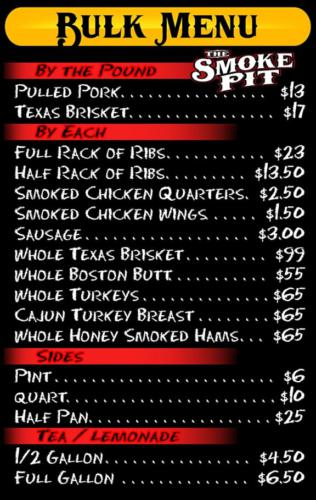 Bulk Menu
The Smoke Pit
By the Pound
Pulled Pork. . . . . . . . . . . . . . . $13
Texas Brisket. . . . . . . . . . . . . . $17
By Each
Full Rack of Ribs. . . . . . . . . . $23
Half Rack of Ribs. . . . . . . . $13.50
Smoked Chicken Quarters. $2.50
Smoked Chicken Wings . . . . . $1.50
Sausage. . . . . . . . . . . . . . . . $3.00
Whole Texas Brisket. . . . . . . . $99
Whole Boston Butt . . . . . . . . . $55
Whole Turkeys . . . . . . . . . . . . $65
Cajun Turkey Breast . . . . . . . $65
Whole Honey Smoked Hams. . . $65
Sides
Pint. . . . . . . . . . . . . . . . . . . . $6
quart. . . . . . . . . . . . . . . . . . $10
Half Pan. . . . . . . . . . . . . . . . $25
Tea / Lemonade
1/2 Gallon. . . . . . . . . . . . . $4.50
Full Gallon . . . . . . . . . . . . $6.50